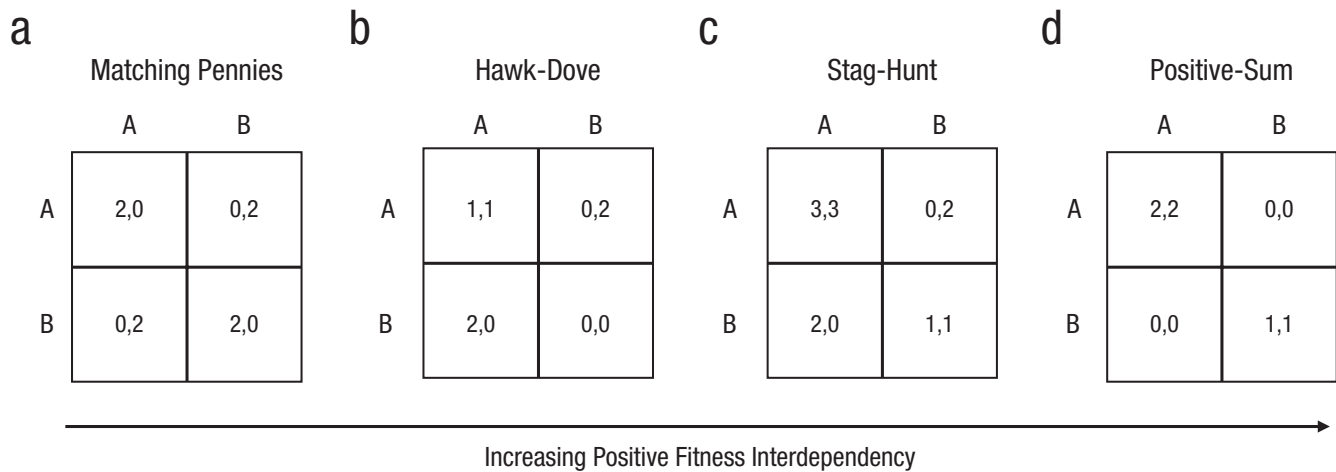 a b c d
Matching Pennies Hawk-Dove Stag-Hunt Positive-Sum
A B A B A B A B
A 2,0 0,2 A 1,1 0,2 A 3,3 0,2 A 2,2 0,0
B 0,2 2,0 B 2,0 0,0 B 2,0 1,1 B 0,0 1,1
Increasing Positive Fitness Interdependency